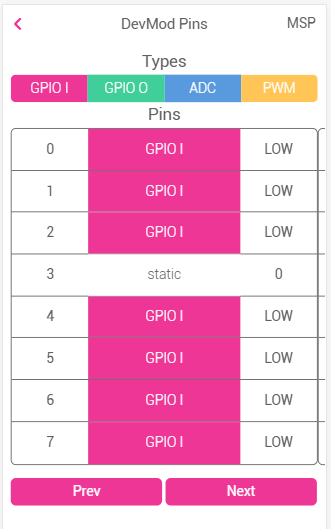 DevMod Pins MSP
Types
GPIO I GPIO O ADC PWM
Pins
0 GPIO I LOW
1 GPIO I LOW
2 GPIO I LOW
3 static 0
4 GPIO I LOW
5 GPIO I LOW
6 GPIO I LOW
7 GPIO I LOW
Prev Next